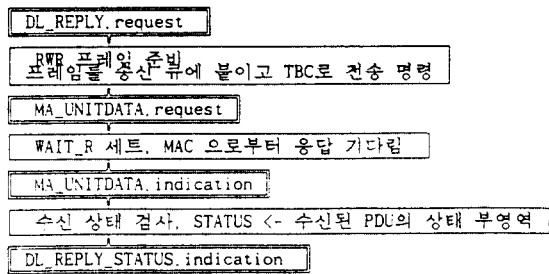 DL_REPLY.request
RWR 프레임 준비
프레임를 송신 큐에 붙이고 TBC로 전송 명령
MA_UNITDATA.request
WAIT_R 세트. MAC 으로부터 응답 기다림
MA_UNITDATA.indication
수신 상태 검사, STATUS <- 수신된 PDU의 상태 부영역
DL_REPLY_STATUS.indication